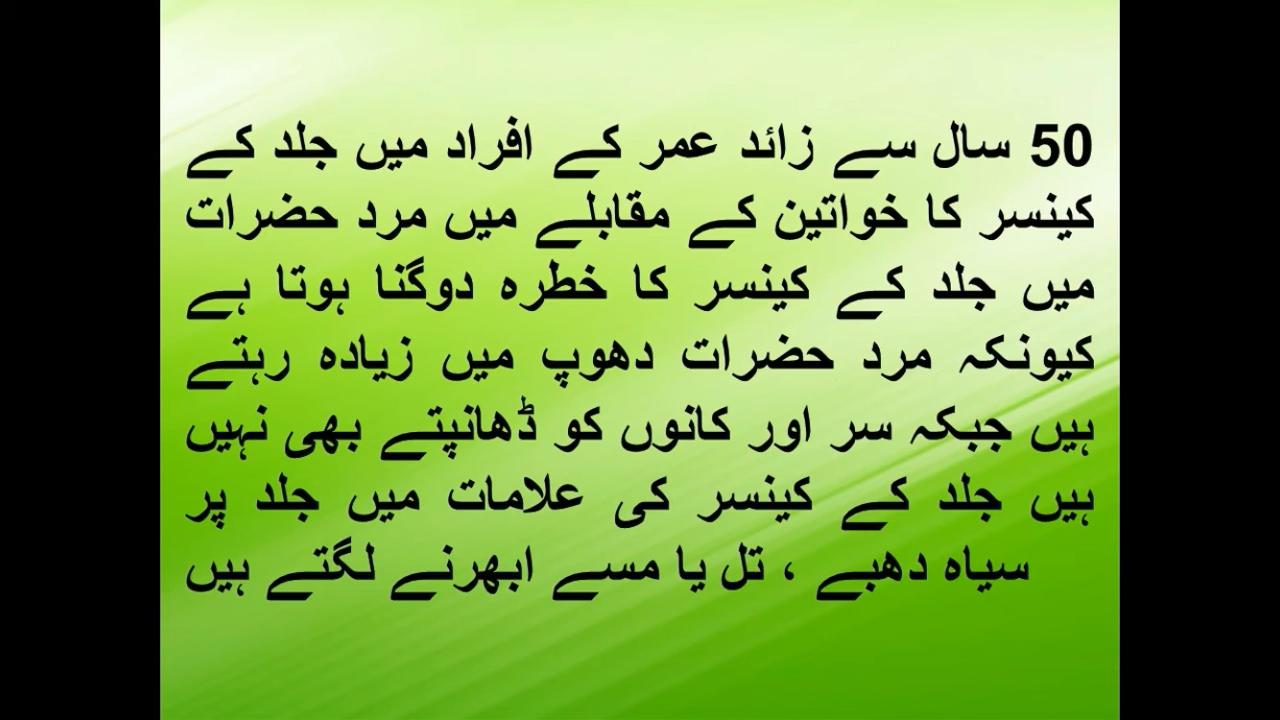 50 سال سے زائد عمر کے افراد میں جلد کے
کینسر کا خواتین کے مقابلے میں مرد حضرات
میں جلد کے کینسر کا خطرہ دوگنا ہوتا ہے
کیونکہ مرد حضرات دھوپ میں زیادہ رہتے
ہیں جبکہ سر اور کانوں کو ڈھانپتے بھی نہیں
ہیں جلد کے کینسر کی علامات میں جلد پر
سیاہ دھبے ، تل یا مسے ابھرنے لگتے ہیں